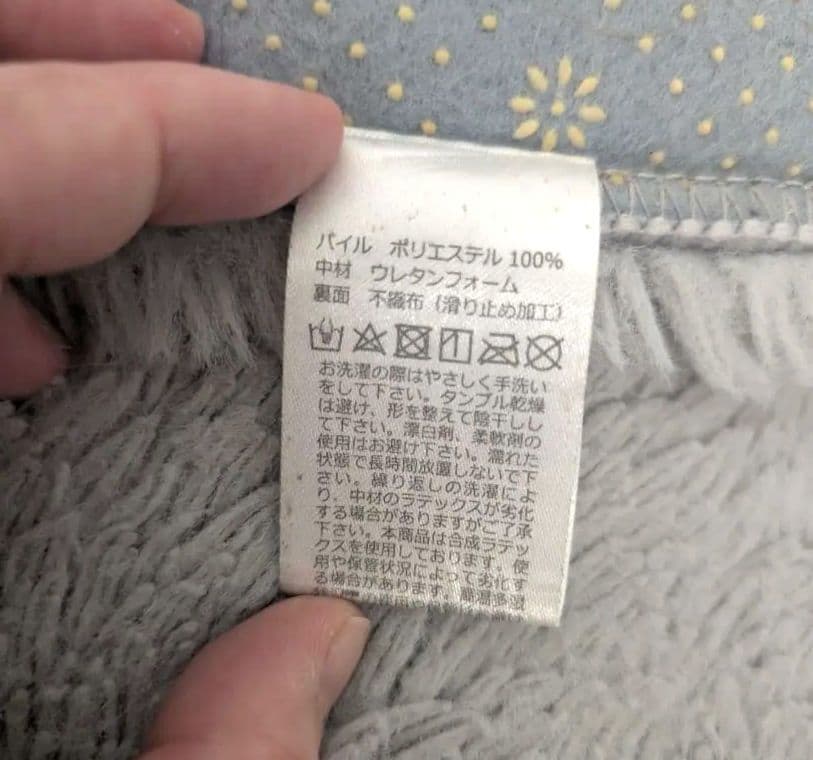 パイル ポリエステル 100%
中材 ウレタンフォーム
裏面 不織布(滑り止め加工)
お洗濯の際はやさしく手洗い
をして下さい。タンブル乾燥
は避け、形を整えて陰干しし
て下さい。漂白剤、柔軟剤の
使用はお避け下さい。濡れた
状態で長時間放置しないで下
さい。繰り返しの洗濯によ
り、中材のラテックスが劣化
する場合がありますがご了承
下さい。本商品は合成ラテッ
クスを使用しております。使
用や保管状況によって劣化す
る場合があります。高温多湿